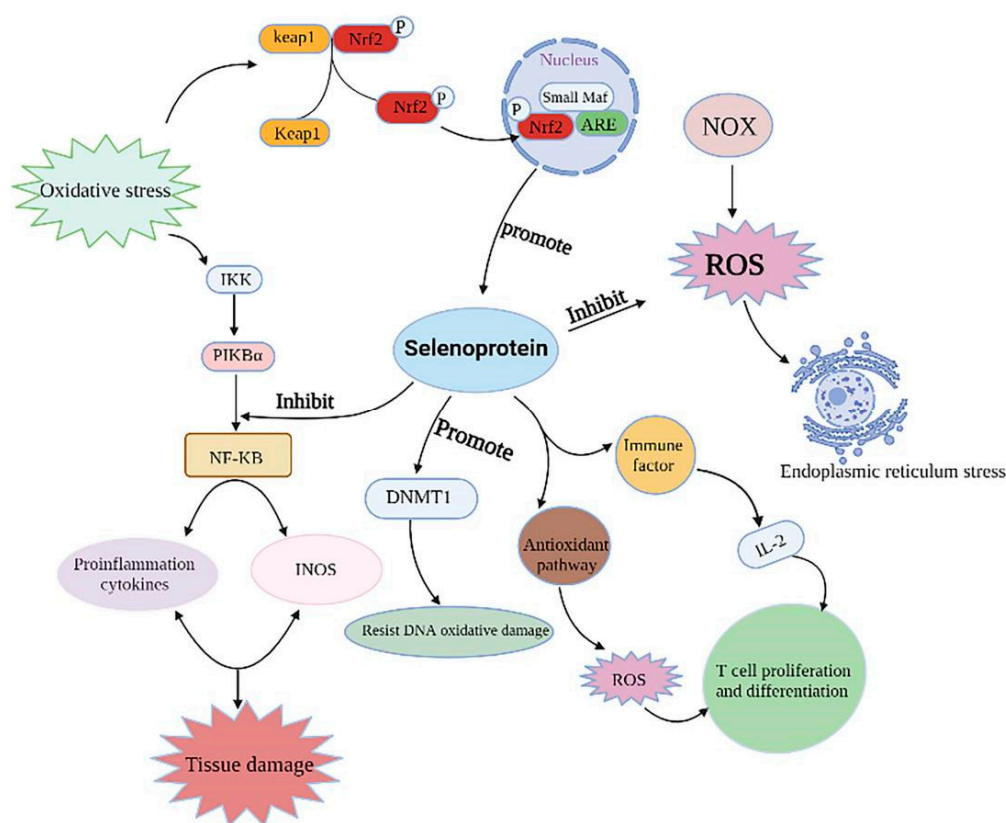 keap1
Nrf2
P
Nucleus
Small Maf
P
Nrf2
ARE
Nrf2
P
Keap1
NOX
Oxidative stress
promote
ROS
IKK
Inhibit
Selenoprotein
PIKBα
Inhibit
Promote
Immune
factor
NF-KB
Endoplasmic reticulum stress
DNMT1
IL-2
Antioxidant
pathway
Proinflammation
cytokines
INOS
Resist DNA oxidative damage
ROS
T cell proliferation
and differentiation
Tissue damage